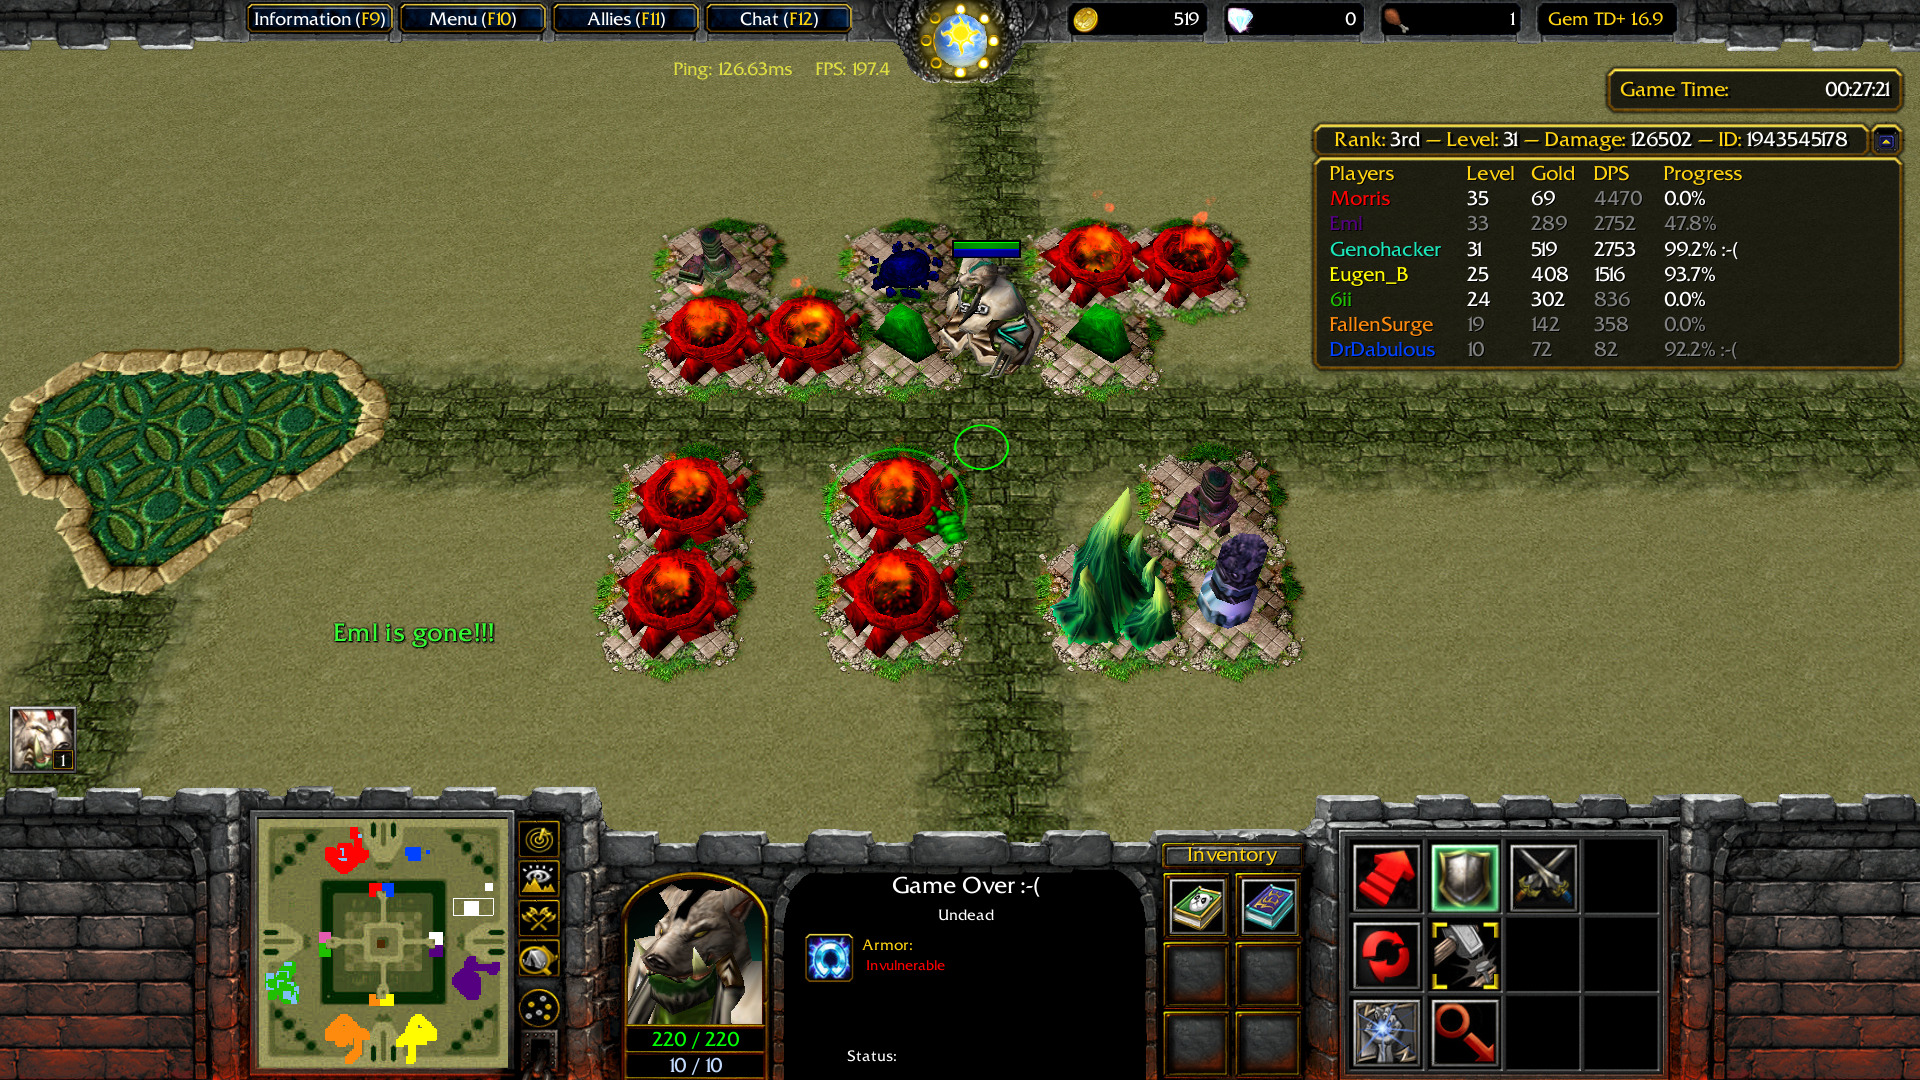 Information (F9) Menu (F10) Allies (F11) Chat (F12) 519 0 1 Gem TD+ 16.9
Ping: 126.63ms FPS: 197.4
Game Time: 00:27:21
Rank: 3rd — Level: 31 — Damage: 126502 — ID: 1943545178
Players Level Gold DPS Progress
Morris 35 69 4470 0.0%
Eml 33 289 2752 47.8%
Genohacker 31 519 2753 99.2% :-(
Eugen_B 25 408 1516 93.7%
6ii 24 302 836 0.0%
FallenSurge 19 142 358 0.0%
DrDabulous 10 72 82 92.2% :-(
Eml is gone!!!
1
1
Game Over :-(
Undead
Armor:
Invulnerable
Status:
220 / 220
10 / 10
Inventory